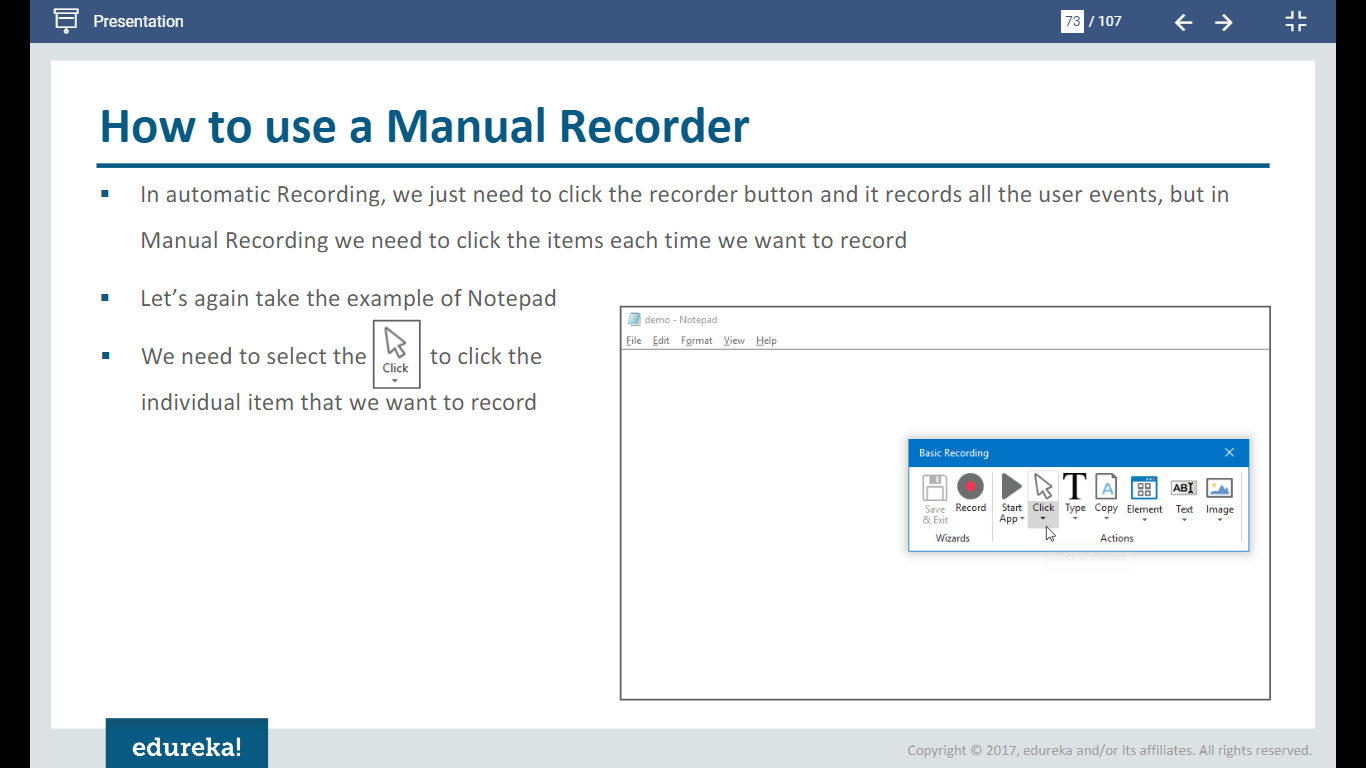 Presentation
73 / 107
How to use a Manual Recorder
In automatic Recording, we just need to click the recorder button and it records all the user events, but in
Manual Recording we need to click the items each time we want to record
Let’s again take the example of Notepad
We need to select the Click to click the
individual item that we want to record
demo - Notepad
File Edit Format View Help
Basic Recording
Save & Exit
Record
Start App
Click
Type
Copy
Element
Text
Image
Wizards
Actions
edureka!
Copyright © 2017, edureka and/or its affiliates. All rights reserved.